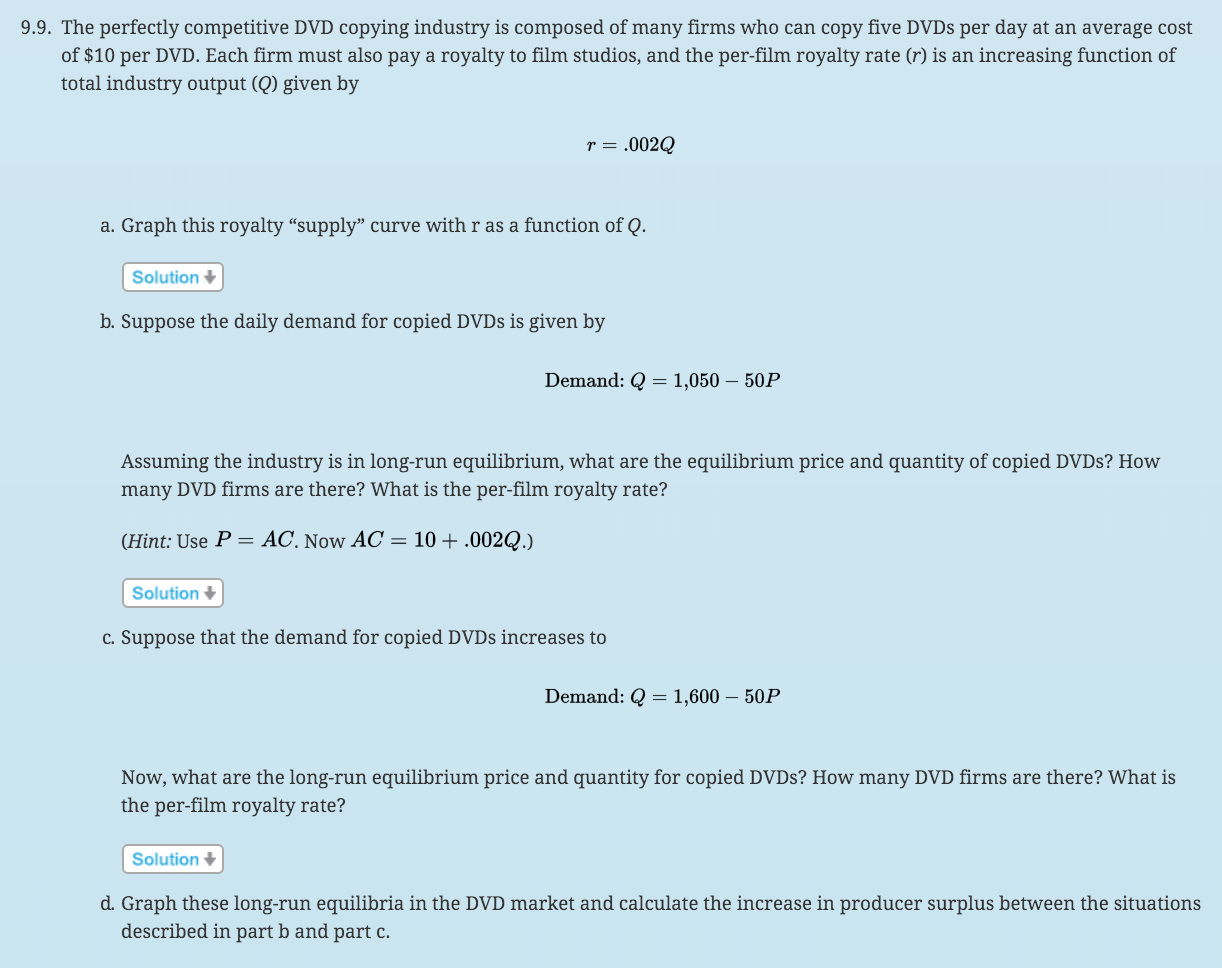 9.9. The perfectly competitive DVD copying industry is composed of many firms who can copy five DVDs per day at an average cost
of $10 per DVD. Each firm must also pay a royalty to film studios, and the per-film royalty rate (r) is an increasing function of
total industry output (Q) given by
r = .002Q
a. Graph this royalty “supply” curve with r as a function of Q.
Solution
b. Suppose the daily demand for copied DVDs is given by
Demand: Q = 1,050 − 50P
Assuming the industry is in long-run equilibrium, what are the equilibrium price and quantity of copied DVDs? How
many DVD firms are there? What is the per-film royalty rate?
(Hint: Use P = AC. Now AC = 10 + .002Q.)
Solution
c. Suppose that the demand for copied DVDs increases to
Demand: Q = 1,600 − 50P
Now, what are the long-run equilibrium price and quantity for copied DVDs? How many DVD firms are there? What is
the per-film royalty rate?
Solution
d. Graph these long-run equilibria in the DVD market and calculate the increase in producer surplus between the situations
described in part b and part c.